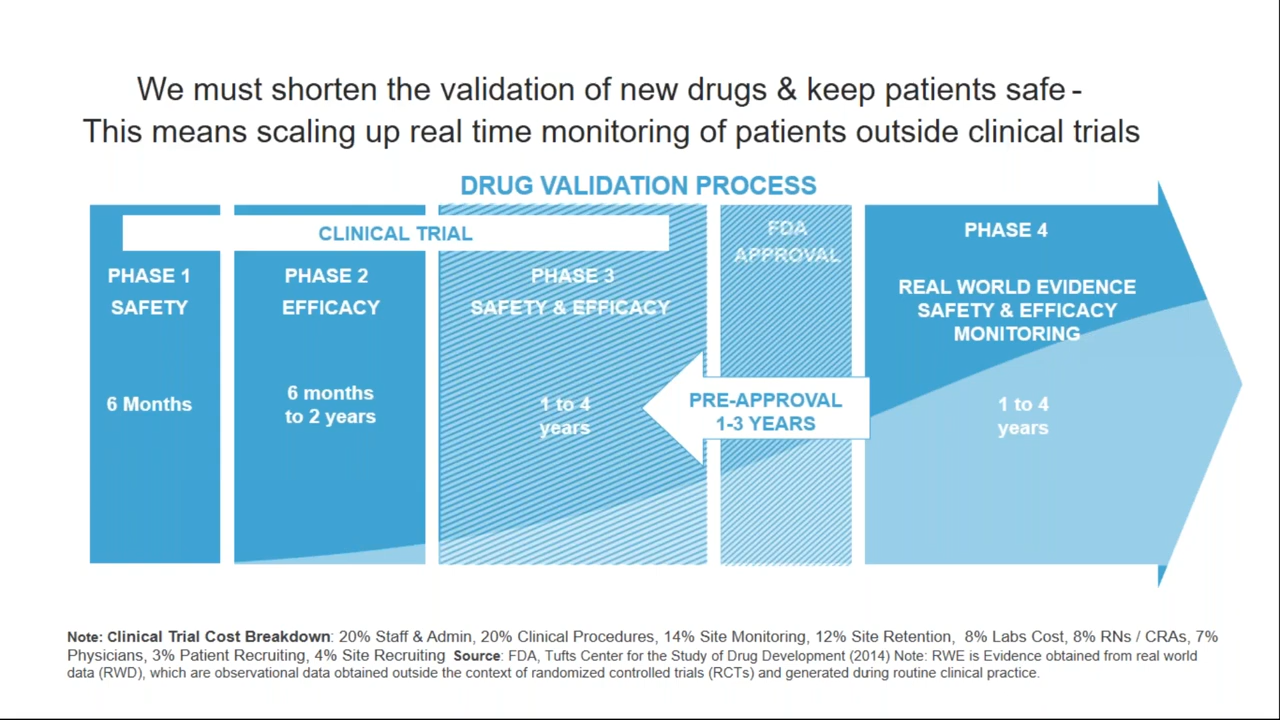 We must shorten the validation of new drugs & keep patients safe -
This means scaling up real time monitoring of patients outside clinical trials
DRUG VALIDATION PROCESS
CLINICAL TRIAL
PHASE 1
SAFETY
6 Months
PHASE 2
EFFICACY
6 months
to 2 years
PHASE 3
SAFETY & EFFICACY
1 to 4
years
FDA
APPROVAL
PRE-APPROVAL
1-3 YEARS
PHASE 4
REAL WORLD EVIDENCE
SAFETY & EFFICACY
MONITORING
1 to 4
years
Note: Clinical Trial Cost Breakdown: 20% Staff & Admin, 20% Clinical Procedures, 14% Site Monitoring, 12% Site Retention, 8% Labs Cost, 8% RNs / CRAs, 7%
Physicians, 3% Patient Recruiting, 4% Site Recruiting Source: FDA, Tufts Center for the Study of Drug Development (2014) Note: RWE is Evidence obtained from real world
data (RWD), which are observational data obtained outside the context of randomized controlled trials (RCTs) and generated during routine clinical practice.